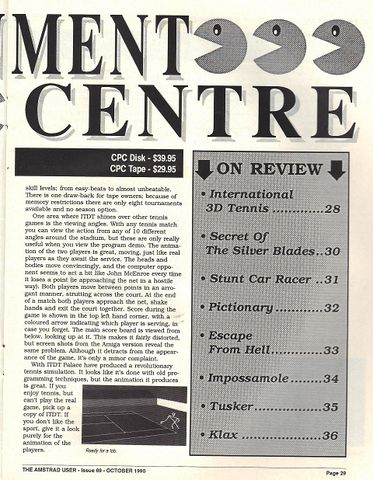 MENT
CENTRE
CPC Disk - $39.95
CPC Tape - $29.95
skill levels; from easy-beats to almost unbeatable.
There is one draw-back for tape owners; because of
memory restrictions there are only eight tournaments
available and no season option.
One area where ITDT shines over other tennis
games is the viewing angles. With any tennis match
you can view the action from any of 10 different
angles around the stadium, but these are only really
useful when you view the program demo. The anima-
tion of the two players is great, moving, just like real
players as they await the service. The heads and
bodies move convincingly, and the computer oppo-
nent seems to act a bit like John McEnroe every time
it loses a point (ie approaching the net in a hostile
way). Both players move between points in an arro-
gant manner, strutting across the court. At the end
of a match both players approach the net, shake
hands and exit the court together. Score during the
game is shown in the top left hand corner, with a
coloured arrow indicating which player is serving, in
case you forget. The main score board is viewed from
below, looking up at it. This makes it fairly distorted,
but screen shots from the Amiga version reveal the
same problem. Although it detracts from the appear-
ance of the game, it's only a minor complaint.
With ITDT Palace have produced a revolutionary
tennis simulation. It looks like it's done with old pro-
gramming techniques, but the animation it produces
is great. If you
enjoy tennis, but
can't play the real
game, pick up a
copy of ITDT. If
you don't like the
sport, give it a look
purely for the
animation of the
players.
Ready for a lob.
ON REVIEW
• International
3D Tennis .............28
• Secret Of
The Silver Blades..30
• Stunt Car Racer ..31
• Pictionary ............32
• Escape
From Hell..............33
• Impossamole ........34
• Tusker ..................35
• Klax .....................36
THE AMSTRAD USER - Issue 69 - OCTOBER 1990
Page 29